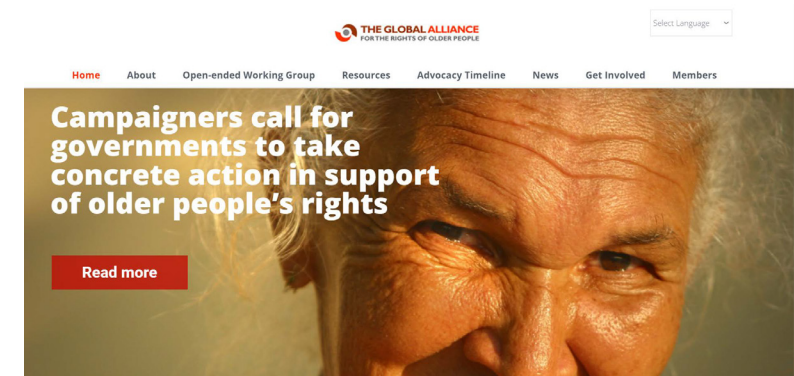 THE GLOBAL ALLIANCE
FOR THE RIGHTS OF OLDER PEOPLE
Select Language
Home About Open-ended Working Group Resources Advocacy Timeline News Get Involved Members
Campaigners call for
governments to take
concrete action in support
of older people’s rights
Read more